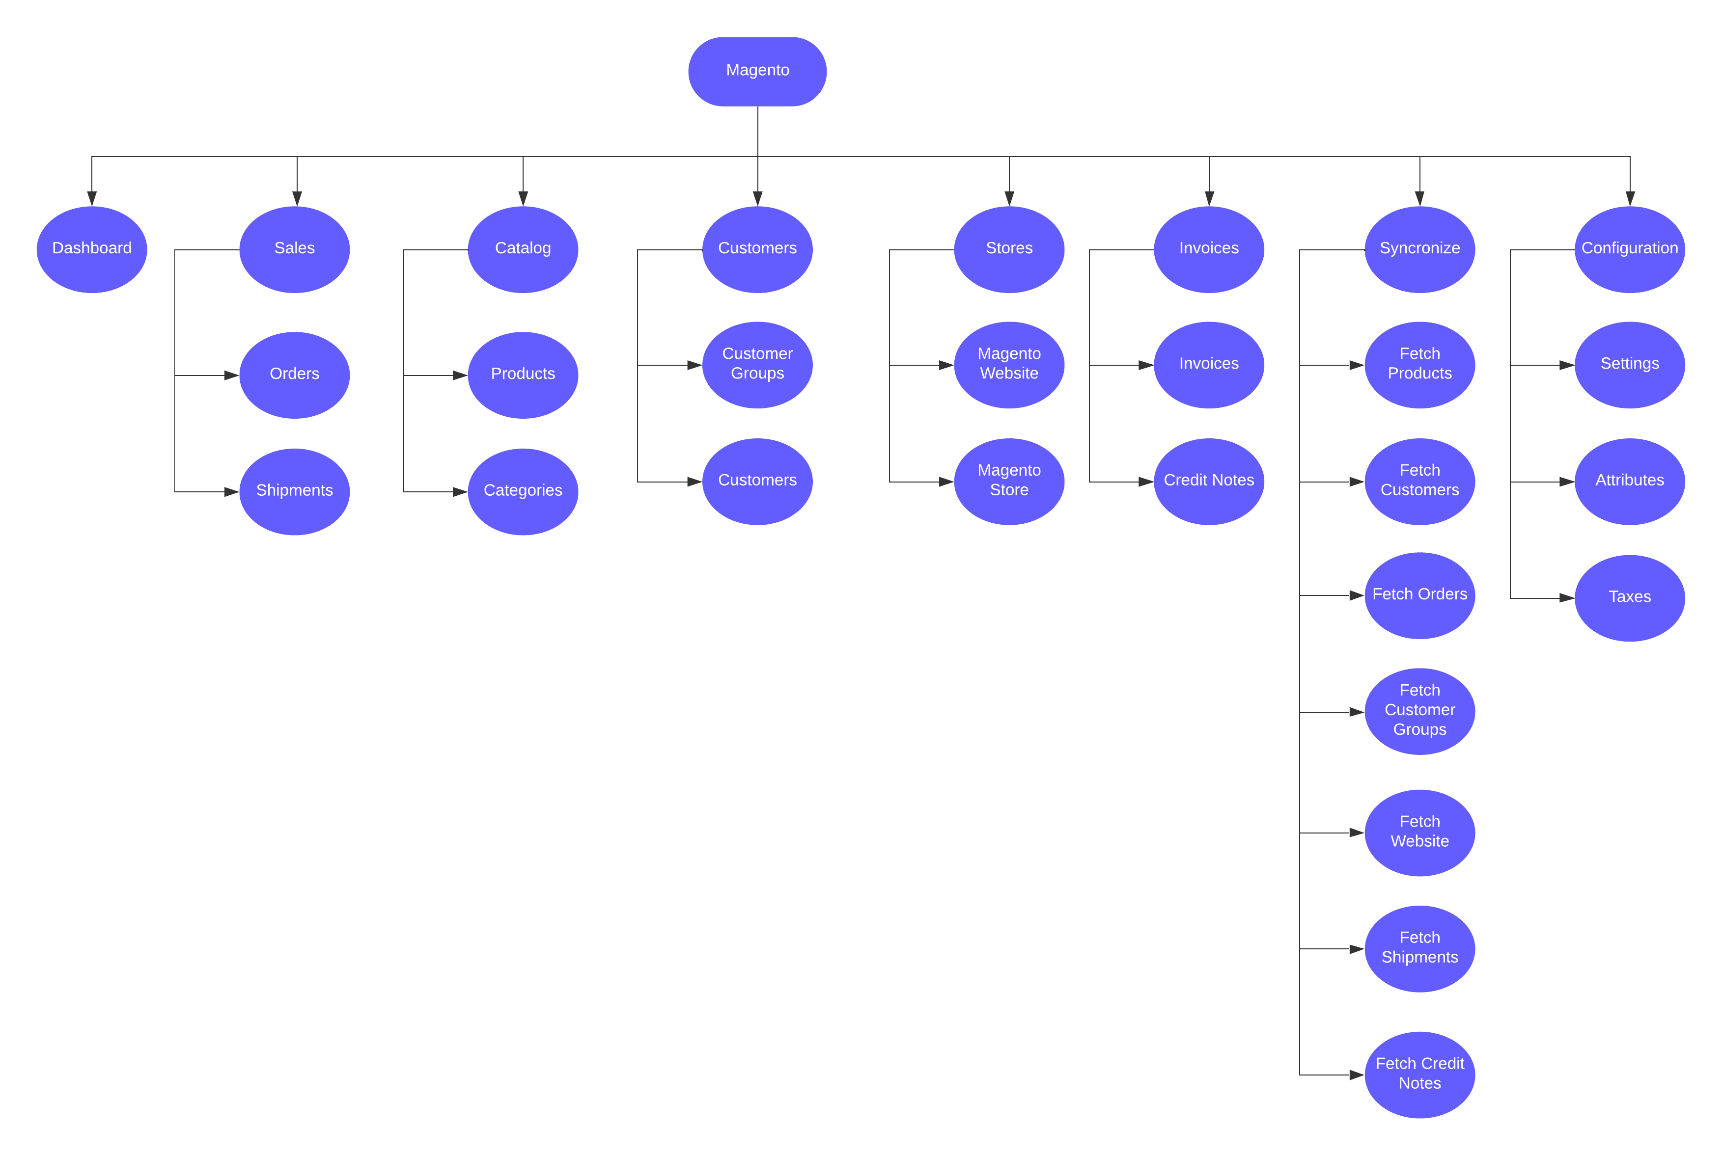 Magento
Dashboard
Sales
Catalog
Customers
Stores
Invoices
Syncronize
Configuration
Orders
Products
Customer
Groups
Magento
Website
Invoices
Fetch
Products
Settings
Shipments
Categories
Customers
Magento
Store
Credit Notes
Fetch
Customers
Attributes
Fetch Orders
Taxes
Fetch
Customer
Groups
Fetch
Website
Fetch
Shipments
Fetch Credit
Notes